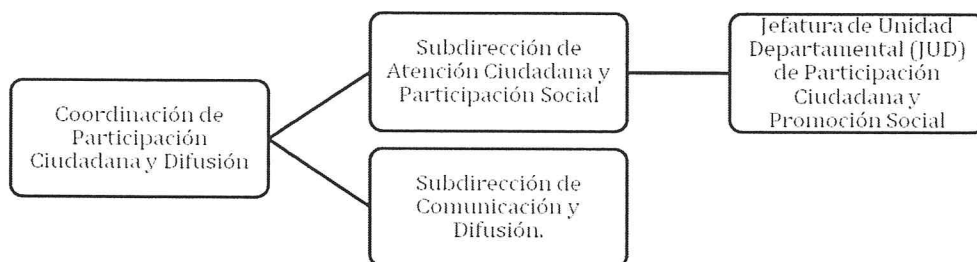 Coordinación de
Participación
Ciudadana y Difusión
Subdirección de
Atención Ciudadana y
Participación Social
Jefatura de Unidad
Departamental (JUD)
de Participación
Ciudadana y
Promoción Social
Subdirección de
Comunicación y
Difusión.